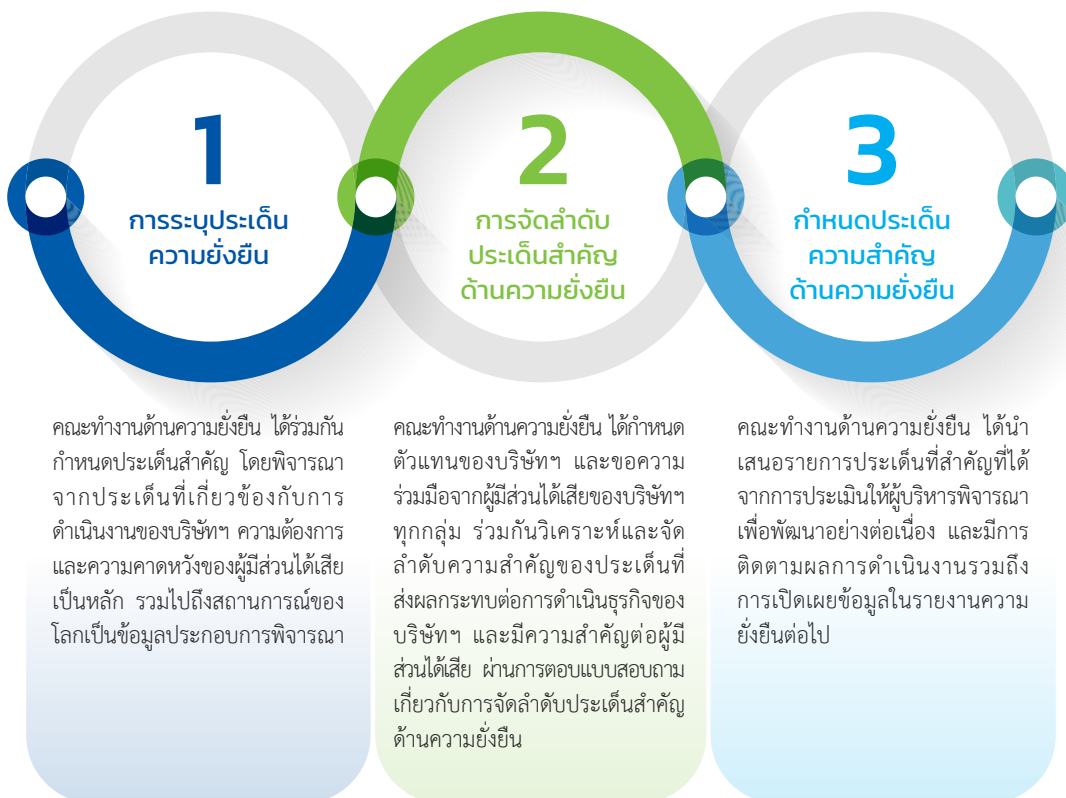 1
การระบุประเด็น
ความยั่งยืน
คณะทำงานด้านความยั่งยืน ได้ร่วมกัน
กำหนดประเด็นสำคัญ โดยพิจารณา
จากประเด็นที่เกี่ยวข้องกับการ
ดำเนินงานของบริษัทฯ ความต้องการ
และความคาดหวังของผู้มีส่วนได้เสีย
เป็นหลัก รวมไปถึงสถานการณ์ของ
โลกเป็นข้อมูลประกอบการพิจารณา
2
การจัดลำดับ
ประเด็นสำคัญ
ด้านความยั่งยืน
คณะทำงานด้านความยั่งยืน ได้กำหนด
ตัวแทนของบริษัทฯ และขอความ
ร่วมมือจากผู้มีส่วนได้เสียของบริษัทฯ
ทุกกลุ่ม ร่วมกันวิเคราะห์และจัด
ลำดับความสำคัญของประเด็นที่
ส่งผลกระทบต่อการดำเนินธุรกิจของ
บริษัทฯ และมีความสำคัญต่อผู้มี
ส่วนได้เสีย ผ่านการตอบแบบสอบถาม
เกี่ยวกับการจัดลำดับประเด็นสำคัญ
ด้านความยั่งยืน
3
กำหนดประเด็น
ความสำคัญ
ด้านความยั่งยืน
คณะทำงานด้านความยั่งยืน ได้นำ
เสนอรายการประเด็นที่สำคัญที่ได้
จากการประเมินให้ผู้บริหารพิจารณา
เพื่อพัฒนาอย่างต่อเนื่อง และมีการ
ติดตามผลการดำเนินงานรวมถึง
การเปิดเผยข้อมูลในรายงานความ
ยั่งยืนต่อไป